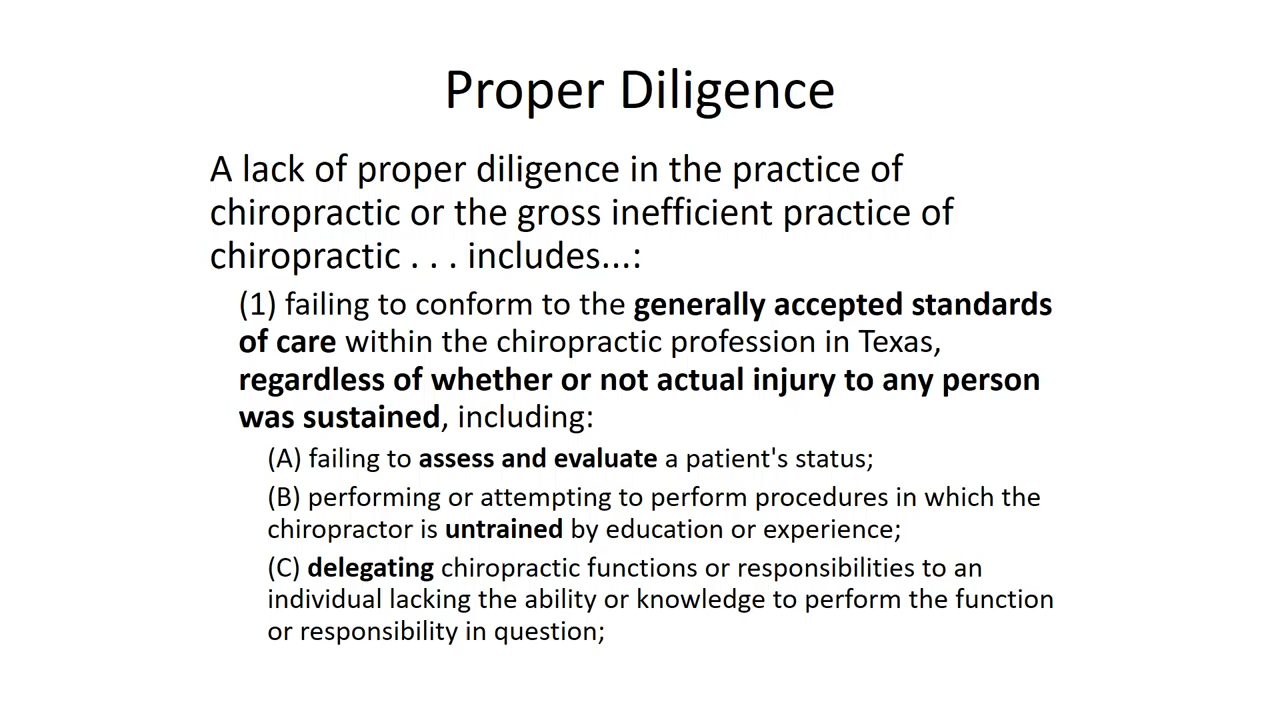 Proper Diligence
A lack of proper diligence in the practice of
chiropractic or the gross inefficient practice of
chiropractic . . . includes...:
(1) failing to conform to the generally accepted standards
of care within the chiropractic profession in Texas,
regardless of whether or not actual injury to any person
was sustained, including:
(A) failing to assess and evaluate a patient's status;
(B) performing or attempting to perform procedures in which the
chiropractor is untrained by education or experience;
(C) delegating chiropractic functions or responsibilities to an
individual lacking the ability or knowledge to perform the function
or responsibility in question;